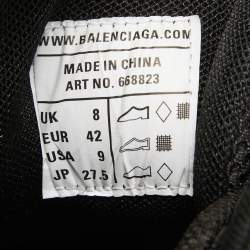 WWW.BALENCIAGA.COM
MADE IN CHINA
ART NO. 668823
UK 8
EUR 42
USA 9
JP 27.5